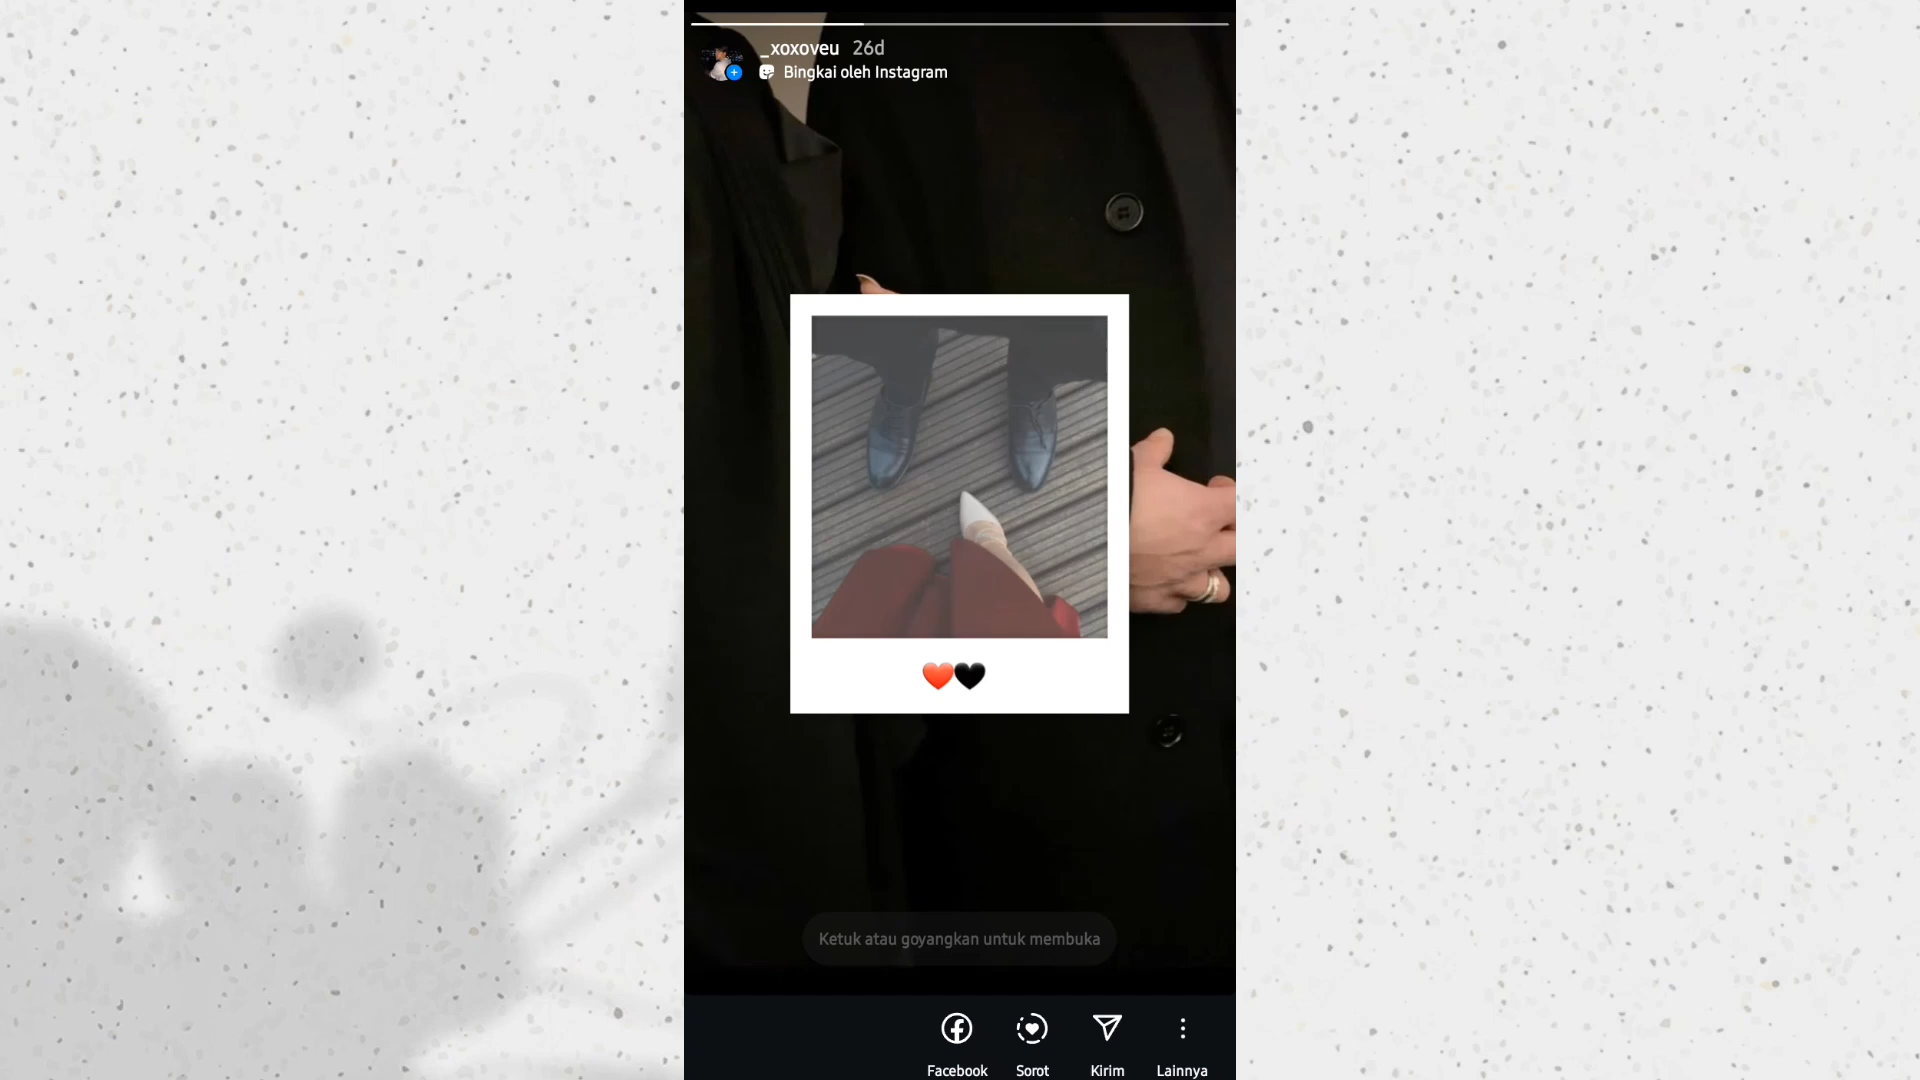 _xoxoveu 26d
Bingkai oleh Instagram
❤️🖤
Ketuk atau goyangkan untuk membuka
Facebook Sorot Kirim Lainnya